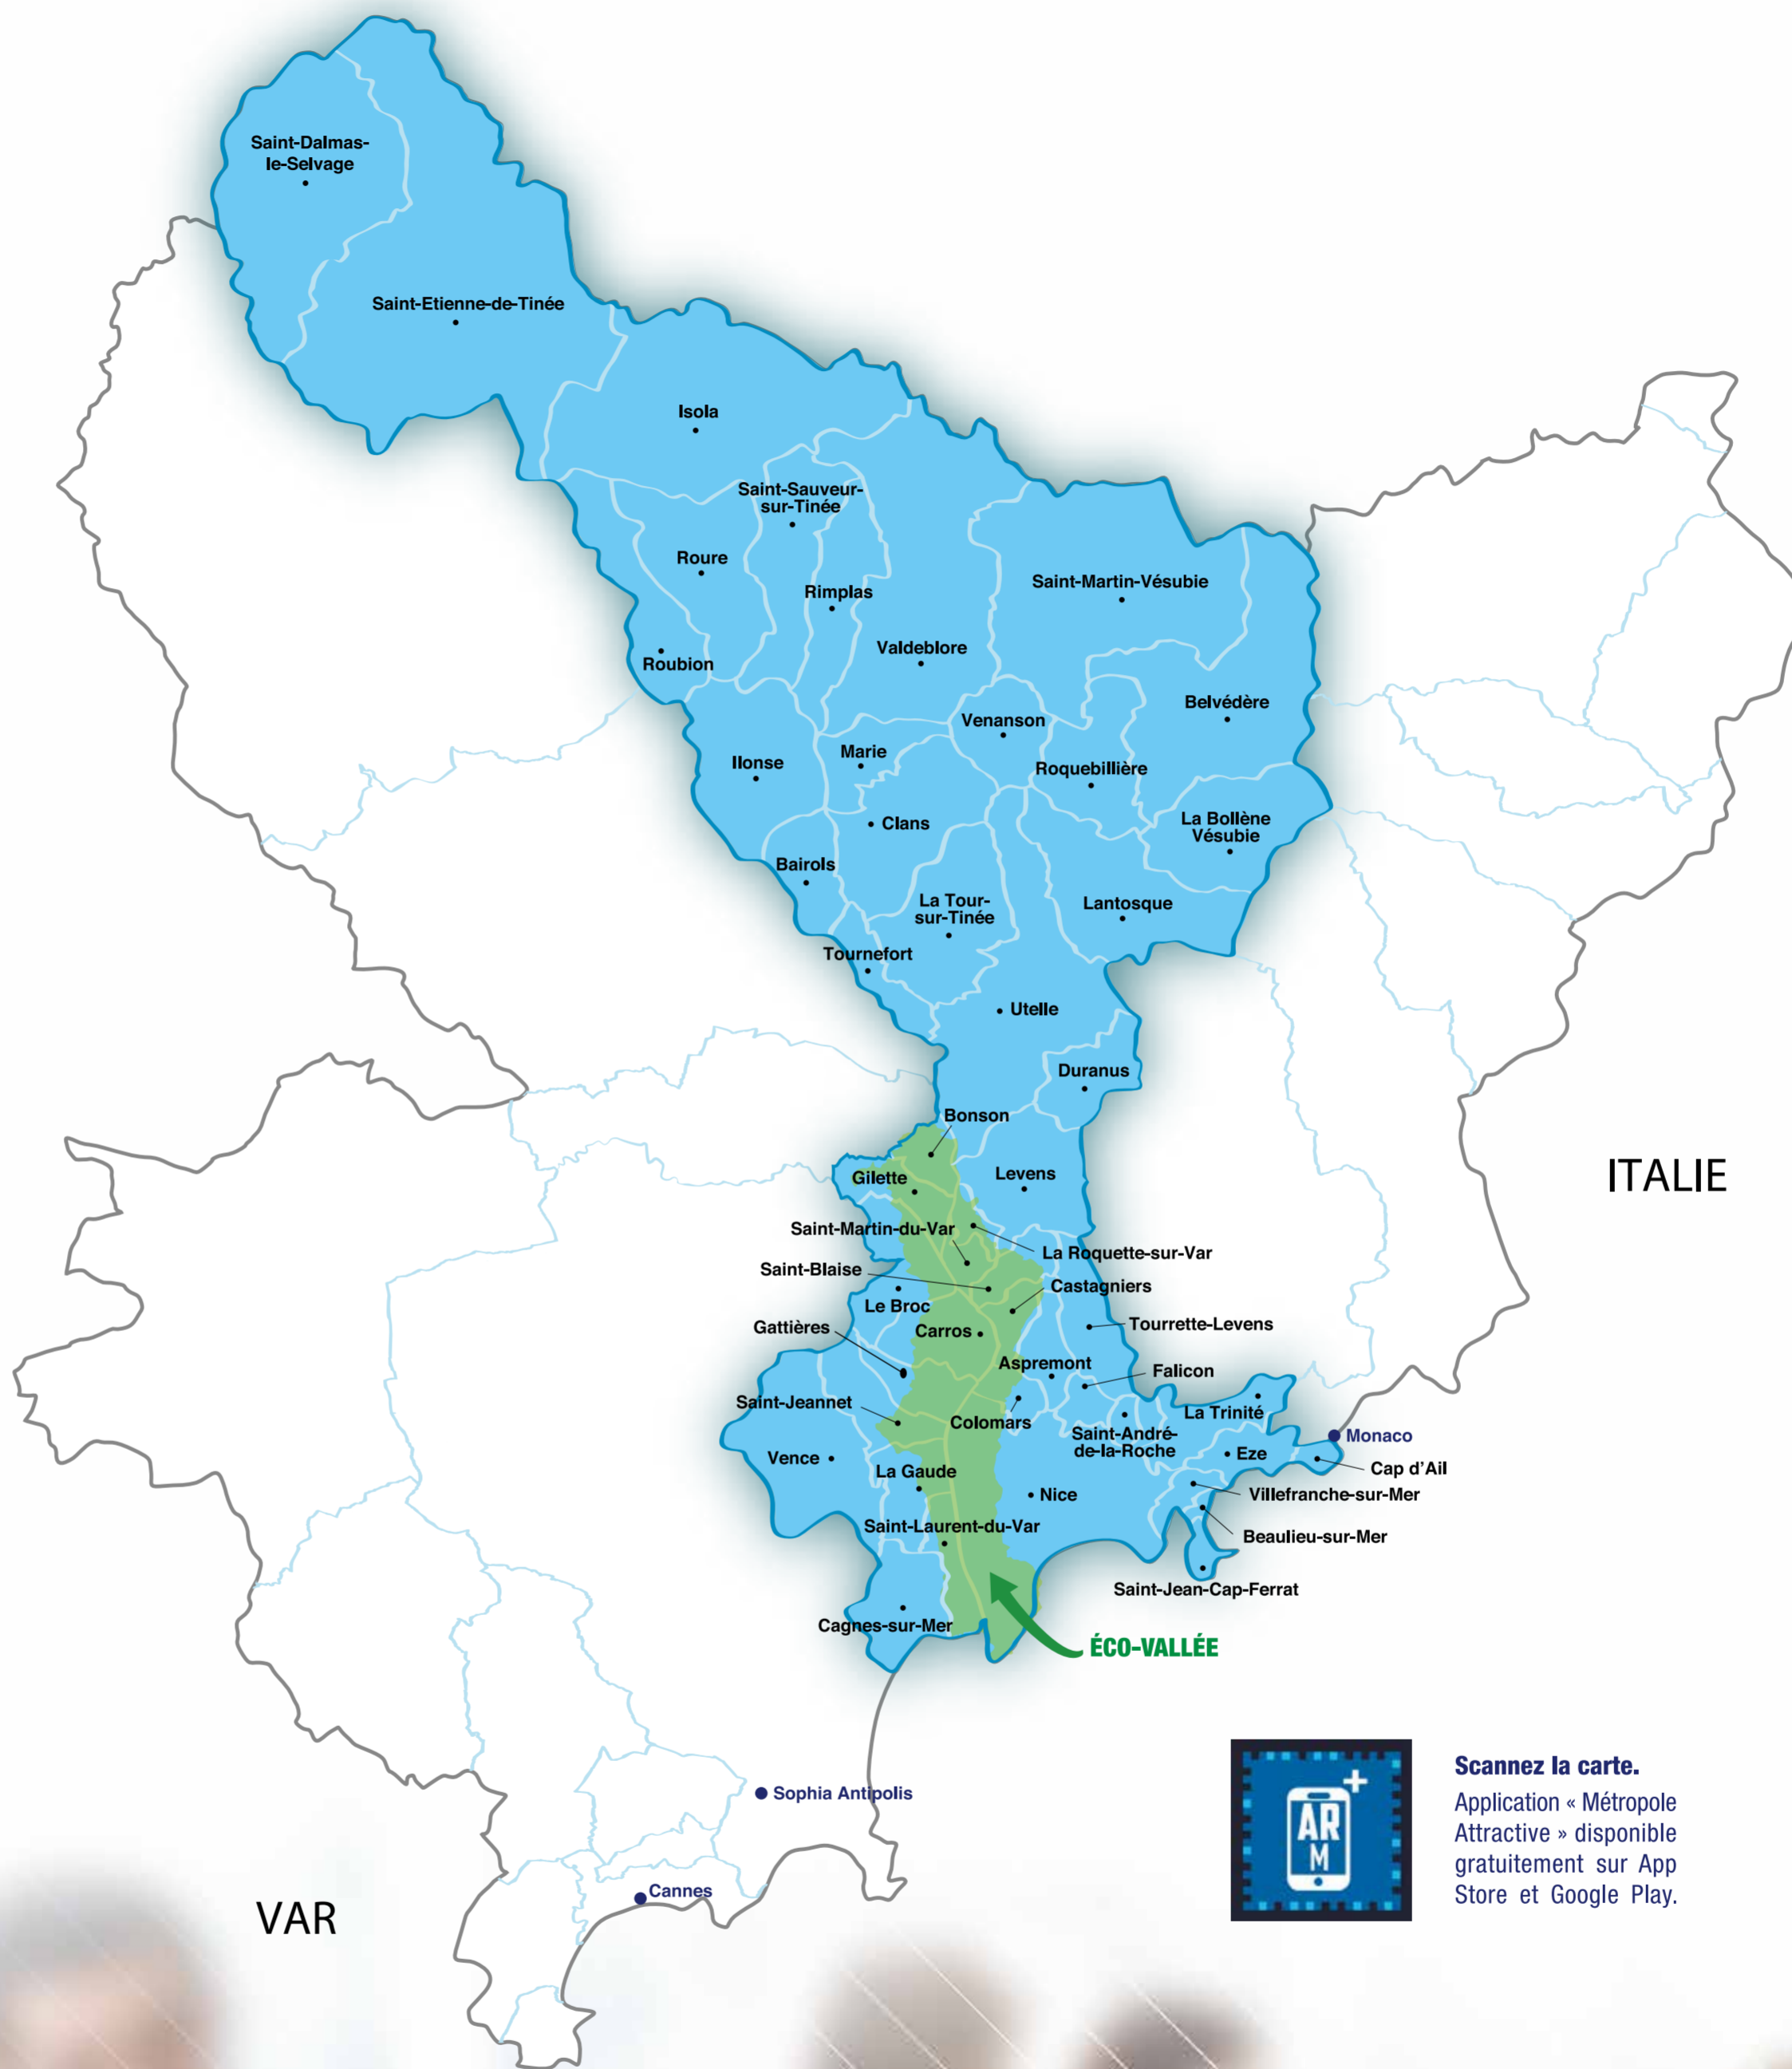 Saint-Dalmas-
le-Selvage
Saint-Etienne-de-Tinée
Isola
Saint-Sauveur-
sur-Tinée
Roure
Rimplas
Saint-Martin-Vésubie
Valdeblore
Roubion
Belvédère
Venanson
Marie
Ilonse
Roquebillière
La Bollène
Vésubie
Clans
Bairols
La Tour-
sur-Tinée
Lantosque
Tournefort
Utelle
Duranus
Bonson
Gilette
Levens
ITALIE
Saint-Martin-du-Var
La Roquette-sur-Var
Saint-Blaise
Castagniers
Le Broc
Gattières
Carros
Tourrette-Levens
Aspremont
Falicon
Saint-Jeannet
Colomars
La Trinité
Saint-André-
de-la-Roche
Monaco
Vence
Eze
La Gaude
Cap d'Ail
Nice
Villefranche-sur-Mer
Saint-Laurent-du-Var
Beaulieu-sur-Mer
Saint-Jean-Cap-Ferrat
Cagnes-sur-Mer
ÉCO-VALLÉE
Sophia Antipolis
Cannes
VAR
AR
M
+
Scannez la carte.
Application « Métropole
Attractive » disponible
gratuitement sur App
Store et Google Play.